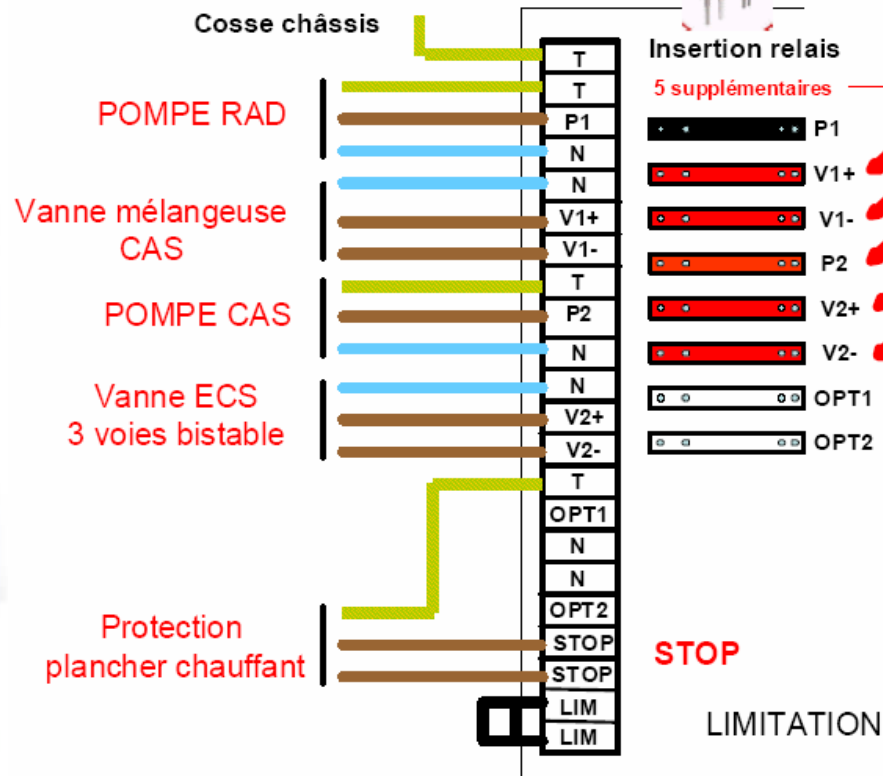 Cosse châssis
POMPE RAD
Vanne mélangeuse
CAS
POMPE CAS
Vanne ECS
3 voies bistable
Protection
plancher chauffant
T
T
P1
N
N
V1+
V1-
T
P2
N
N
V2+
V2-
T
OPT1
N
N
OPT2
STOP
STOP
LIM
LIM
Insertion relais
5 supplémentaires
P1
V1+
V1-
P2
V2+
V2-
OPT1
OPT2
STOP
LIMITATION